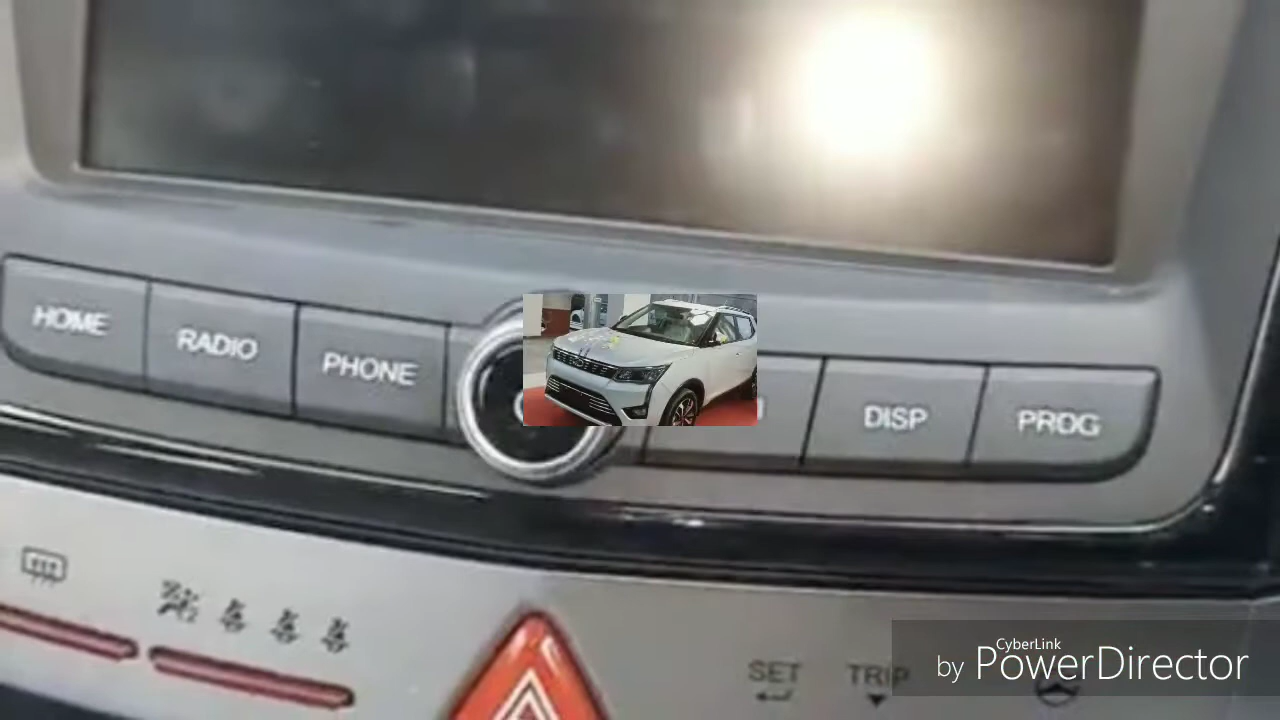 HOME
RADIO
PHONE
DISP
PROG
SET
TRIP
CyberLink
by PowerDirector